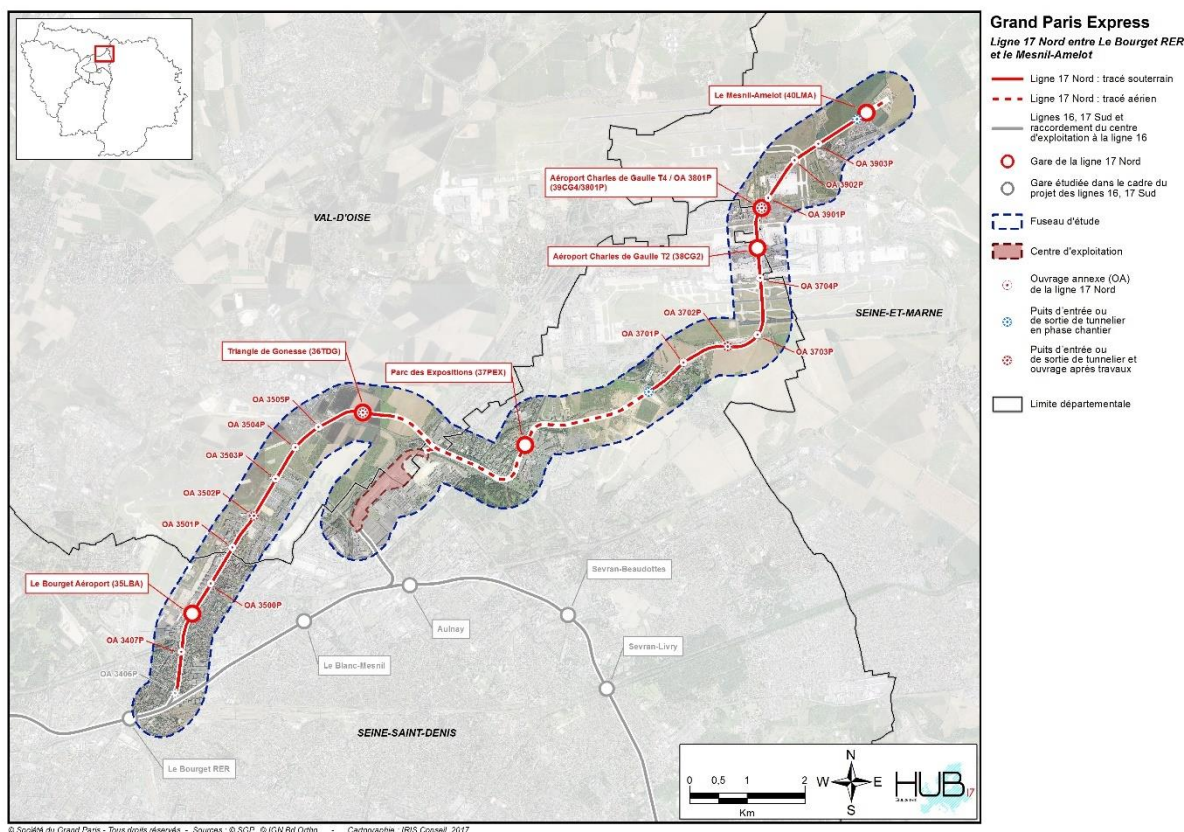 Grand Paris Express
Ligne 17 Nord entre Le Bourget RER
et le Mesnil-Amelot
Ligne 17 Nord : tracé souterrain
Ligne 17 Nord : tracé aérien
Lignes 16, 17 Sud et
raccordement du centre
d'exploitation à la ligne 16
Gare de la ligne 17 Nord
Gare étudiée dans le cadre du
projet des lignes 16, 17 Sud
Fuseau d'étude
Centre d'exploitation
Ouvrage annexe (OA)
de la ligne 17 Nord
Puits d'entrée ou
de sortie de tunnelier
en phase chantier
Puits d'entrée ou
de sortie de tunnelier et
ouvrage après travaux
Limite départementale
Le Mesnil-Amelot (40LMA)
OA 3903P
OA 3902P
Aéroport Charles de Gaulle T4 / OA 3801P
(39CG4/3801P)
OA 3901P
VAL-D'OISE
Aéroport Charles de Gaulle T2 (38CG2)
OA 3704P
SEINE-ET-MARNE
OA 3702P
OA 3701P
OA 3703P
Triangle de Gonesse (36TDG)
Parc des Expositions (37PEX)
OA 3505P
OA 3504P
OA 3503P
OA 3502P
OA 3501P
Le Bourget Aéroport (35LBA)
OA 3500P
Sevran-Beaudottes
Aulnay
OA 3407P
Sevran-Livry
Le Blanc-Mesnil
OA 3406P
SEINE-SAINT-DENIS
Le Bourget RER
0 0,5 1 2
Km
N
W E
S
HUB
17
© Société du Grand Paris - Tous droits réservés - Sources : © SGP, © IGN Bd Ortho - Cartographie : IRIS Conseil, 2017